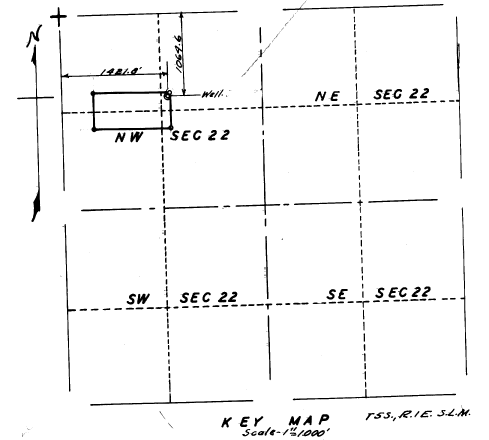 N
1421.8'
1064.6
Well
NE SEC 22
NW SEC 22
SW SEC 22
SE SEC 22
KEY MAP
Scale-1"=1000'
T5S., R.1E. S.L.M.